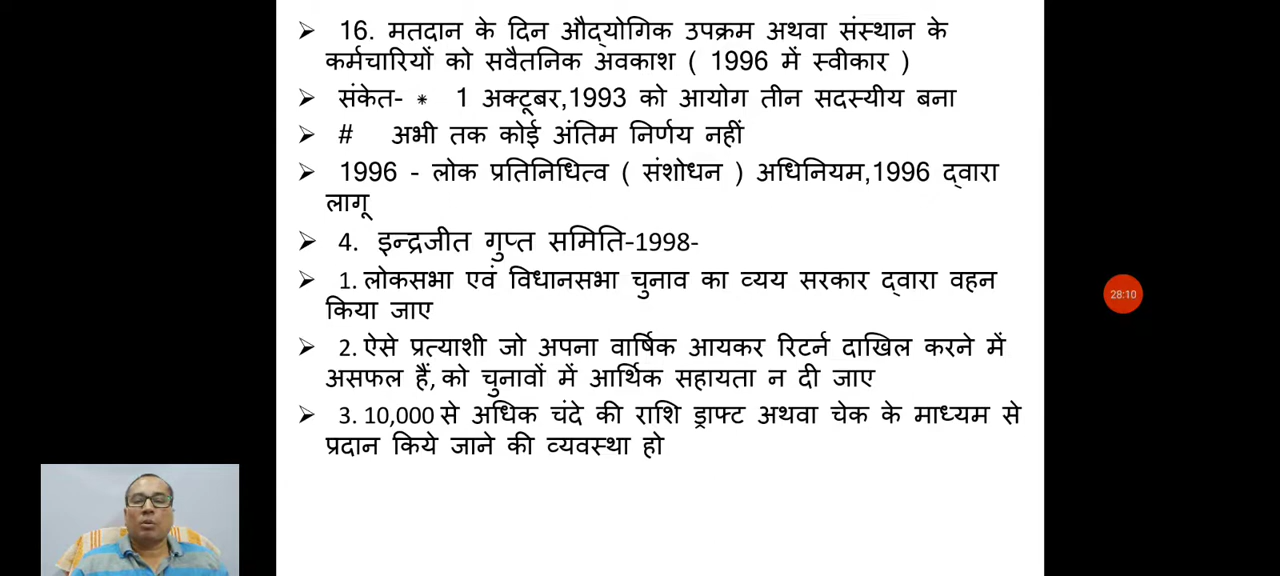 ➢ 16. मतदान के दिन औद्योगिक उपक्रम अथवा संस्थान के
कर्मचारियों को सवैतनिक अवकाश ( 1996 में स्वीकार )
➢ संकेत- * 1 अक्टूबर,1993 को आयोग तीन सदस्यीय बना
➢ # अभी तक कोई अंतिम निर्णय नहीं
➢ 1996 - लोक प्रतिनिधित्व ( संशोधन ) अधिनियम,1996 द्वारा
लागू
➢ 4. इन्द्रजीत गुप्त समिति-1998-
➢ 1. लोकसभा एवं विधानसभा चुनाव का व्यय सरकार द्वारा वहन
किया जाए
➢ 2. ऐसे प्रत्याशी जो अपना वार्षिक आयकर रिटर्न दाखिल करने में
असफल हैं, को चुनावों में आर्थिक सहायता न दी जाए
➢ 3. 10,000 से अधिक चंदे की राशि ड्राफ्ट अथवा चेक के माध्यम से
प्रदान किये जाने की व्यवस्था हो
28:10